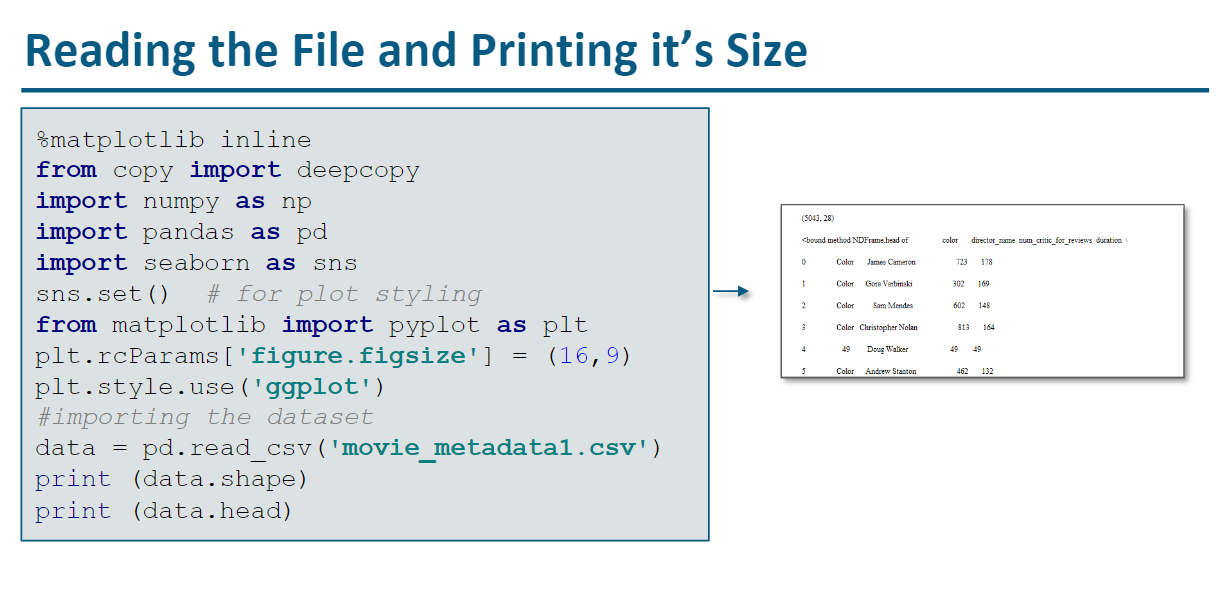 Reading the File and Printing it’s Size
%matplotlib inline
from copy import deepcopy
import numpy as np
import pandas as pd
import seaborn as sns
sns.set()  # for plot styling
from matplotlib import pyplot as plt
plt.rcParams['figure.figsize'] = (16,9)
plt.style.use('ggplot')
#importing the dataset
data = pd.read_csv('movie_metadata1.csv')
print (data.shape)
print (data.head)
(5043, 28)
<bound method NDFrame.head of color director_name num_critic_for_reviews duration \
0 Color James Cameron 723 178
1 Color Gore Verbinski 302 169
2 Color Sam Mendes 602 148
3 Color Christopher Nolan 813 164
4 49 Doug Walker 49 49
5 Color Andrew Stanton 462 132